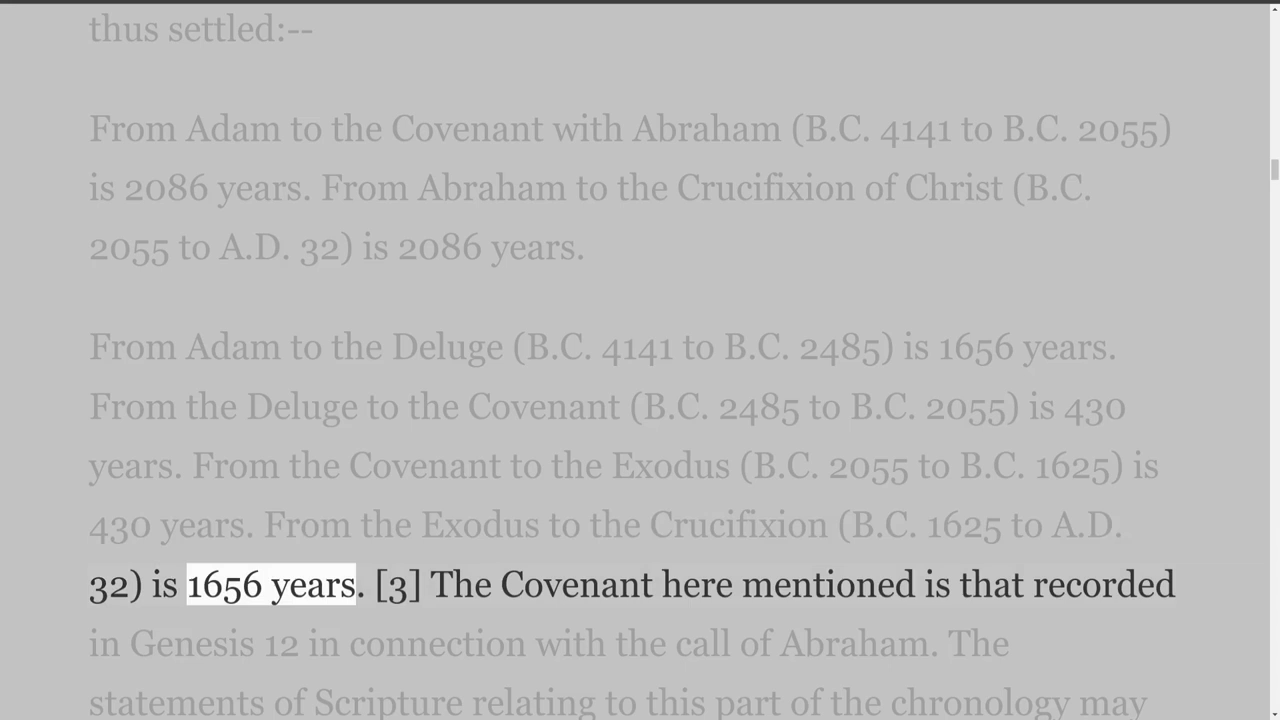 thus settled:--
From Adam to the Covenant with Abraham (B.C. 4141 to B.C. 2055)
is 2086 years. From Abraham to the Crucifixion of Christ (B.C.
2055 to A.D. 32) is 2086 years.
From Adam to the Deluge (B.C. 4141 to B.C. 2485) is 1656 years.
From the Deluge to the Covenant (B.C. 2485 to B.C. 2055) is 430
years. From the Covenant to the Exodus (B.C. 2055 to B.C. 1625) is
430 years. From the Exodus to the Crucifixion (B.C. 1625 to A.D.
32) is 1656 years. [3] The Covenant here mentioned is that recorded
in Genesis 12 in connection with the call of Abraham. The
statements of Scripture relating to this part of the chronology may